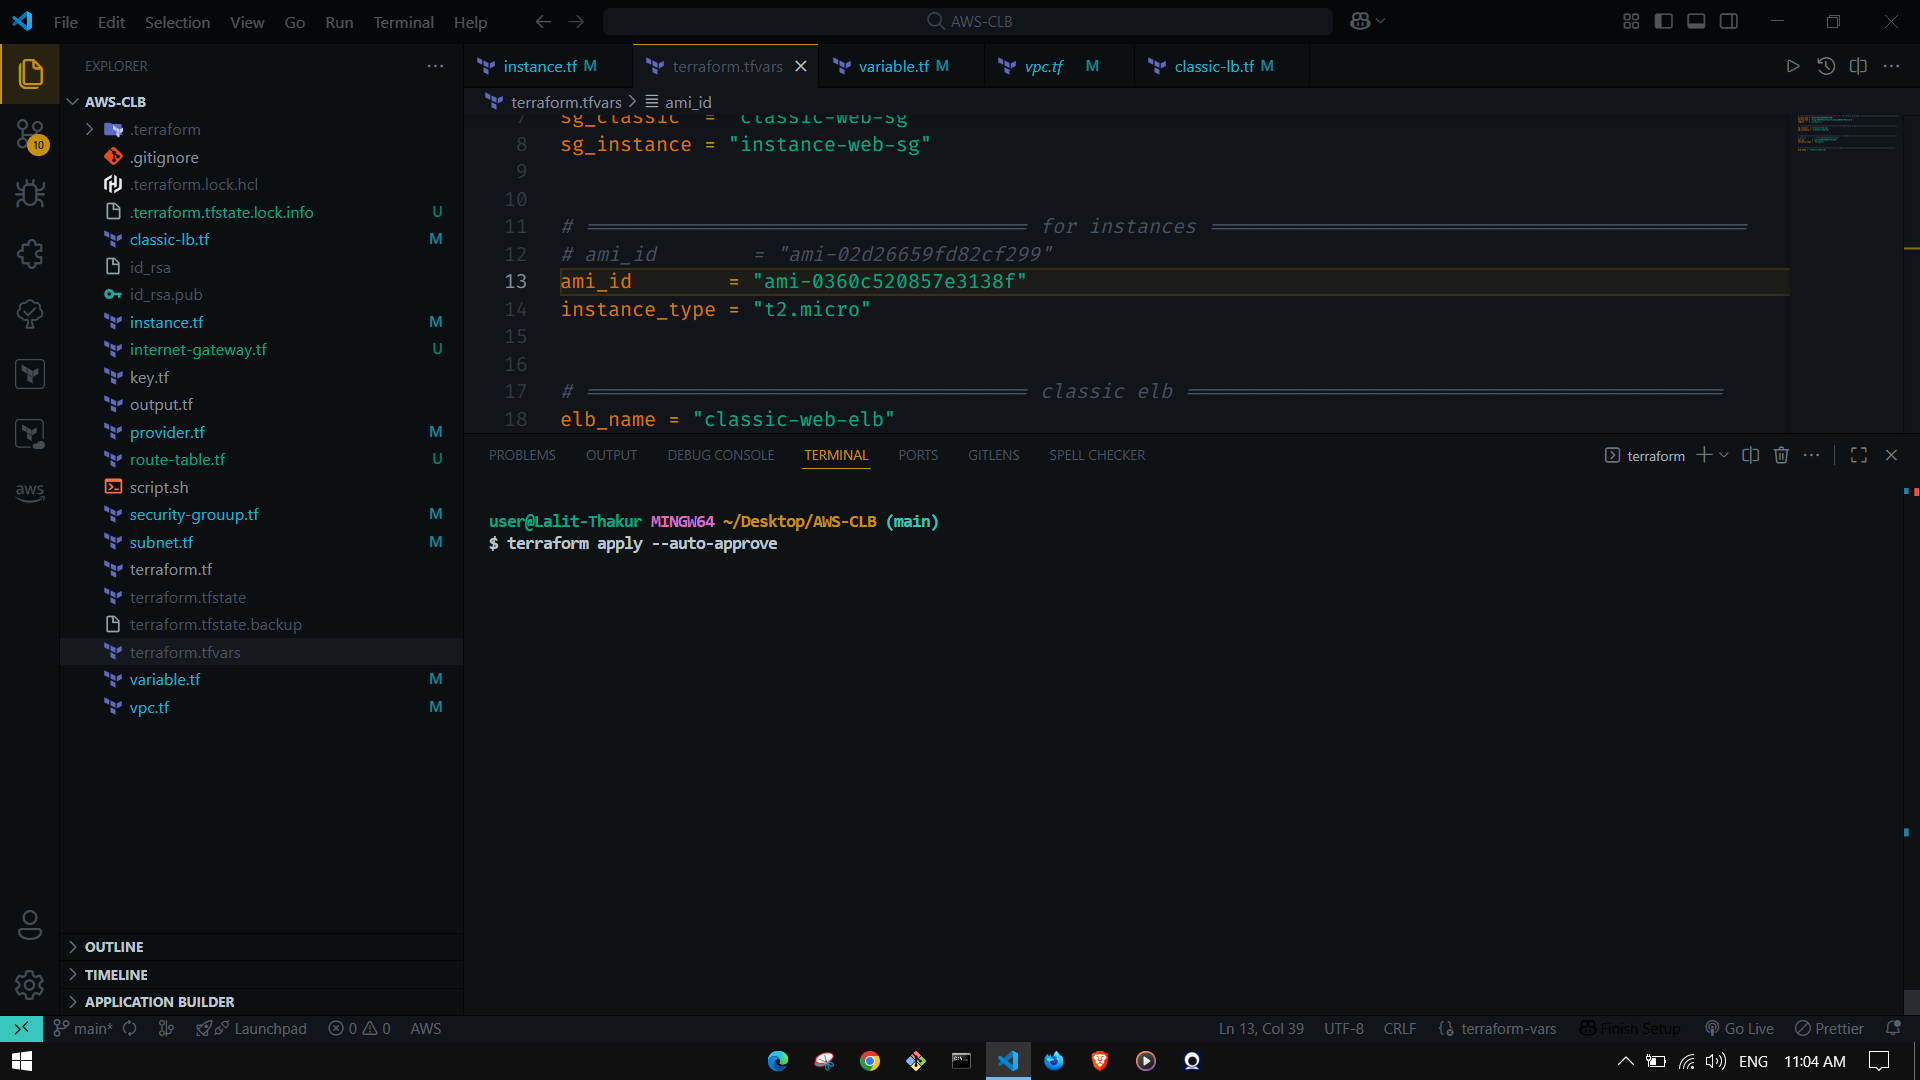 File Edit Selection View Go Run Terminal Help
AWS-CLB
EXPLORER
AWS-CLB
.terraform
.gitignore
.terraform.lock.hcl
.terraform.tfstate.lock.info U
classic-lb.tf M
id_rsa
id_rsa.pub
instance.tf M
internet-gateway.tf U
key.tf
output.tf
provider.tf M
route-table.tf U
script.sh
security-grouup.tf M
subnet.tf M
terraform.tf
terraform.tfstate
terraform.tfstate.backup
terraform.tfvars
variable.tf M
vpc.tf M
OUTLINE
TIMELINE
APPLICATION BUILDER
10
aws
instance.tf M terraform.tfvars variable.tf M vpc.tf M classic-lb.tf M
terraform.tfvars > ami_id
7 sg_classic = "classic-web-sg"
8 sg_instance = "instance-web-sg"
9
10
11 # ===================================== for instances =============================================
12 # ami_id = "ami-02d26659fd82cf299"
13 ami_id = "ami-0360c520857e3138f"
14 instance_type = "t2.micro"
15
16
17 # ===================================== classic elb =============================================
18 elb_name = "classic-web-elb"
PROBLEMS OUTPUT DEBUG CONSOLE TERMINAL PORTS GITLENS SPELL CHECKER
terraform
user@Lalit-Thakur MINGW64 ~/Desktop/AWS-CLB (main)
$ terraform apply --auto-approve
main* Launchpad 0 0 AWS
Ln 13, Col 39 UTF-8 CRLF terraform-vars Finish Setup Go Live Prettier
ENG 11:04 AM